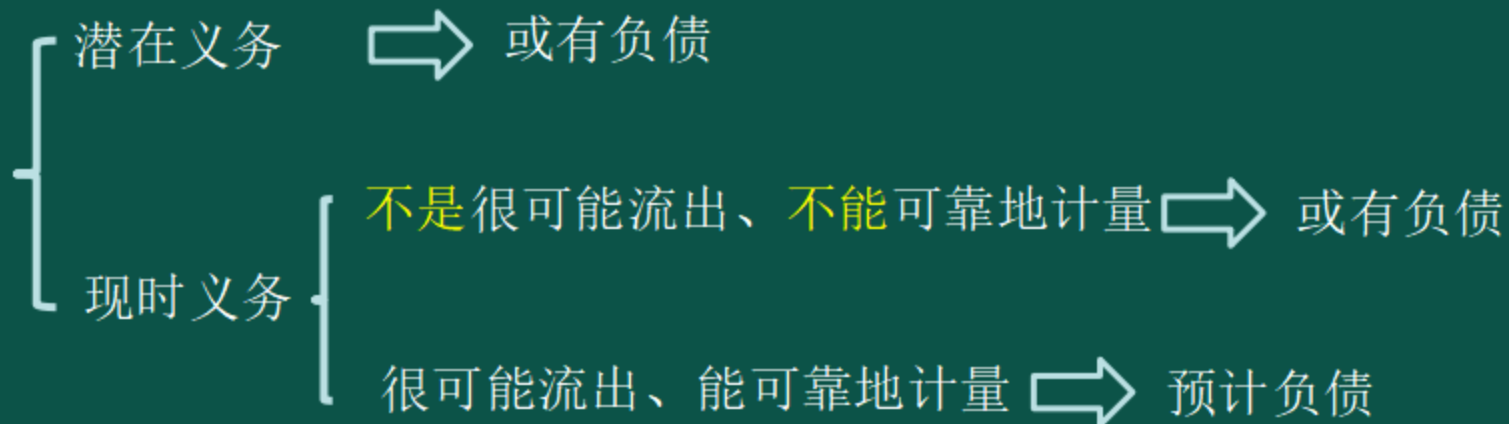 潜在义务 或有负债
不是很可能流出、不能可靠地计量 或有负债
现时义务
很可能流出、能可靠地计量 预计负债